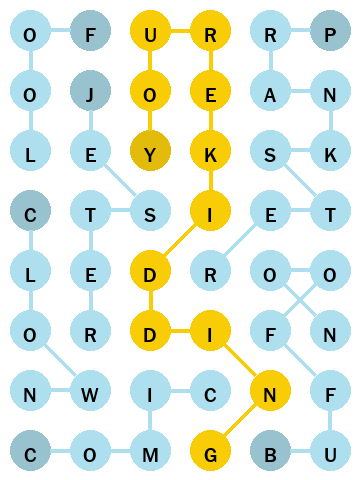 O F U R R P
O J O E A N
L E Y K S K
C T S I E T
L E D R O O
O R D I F N
N W I C N F
C O M G B U